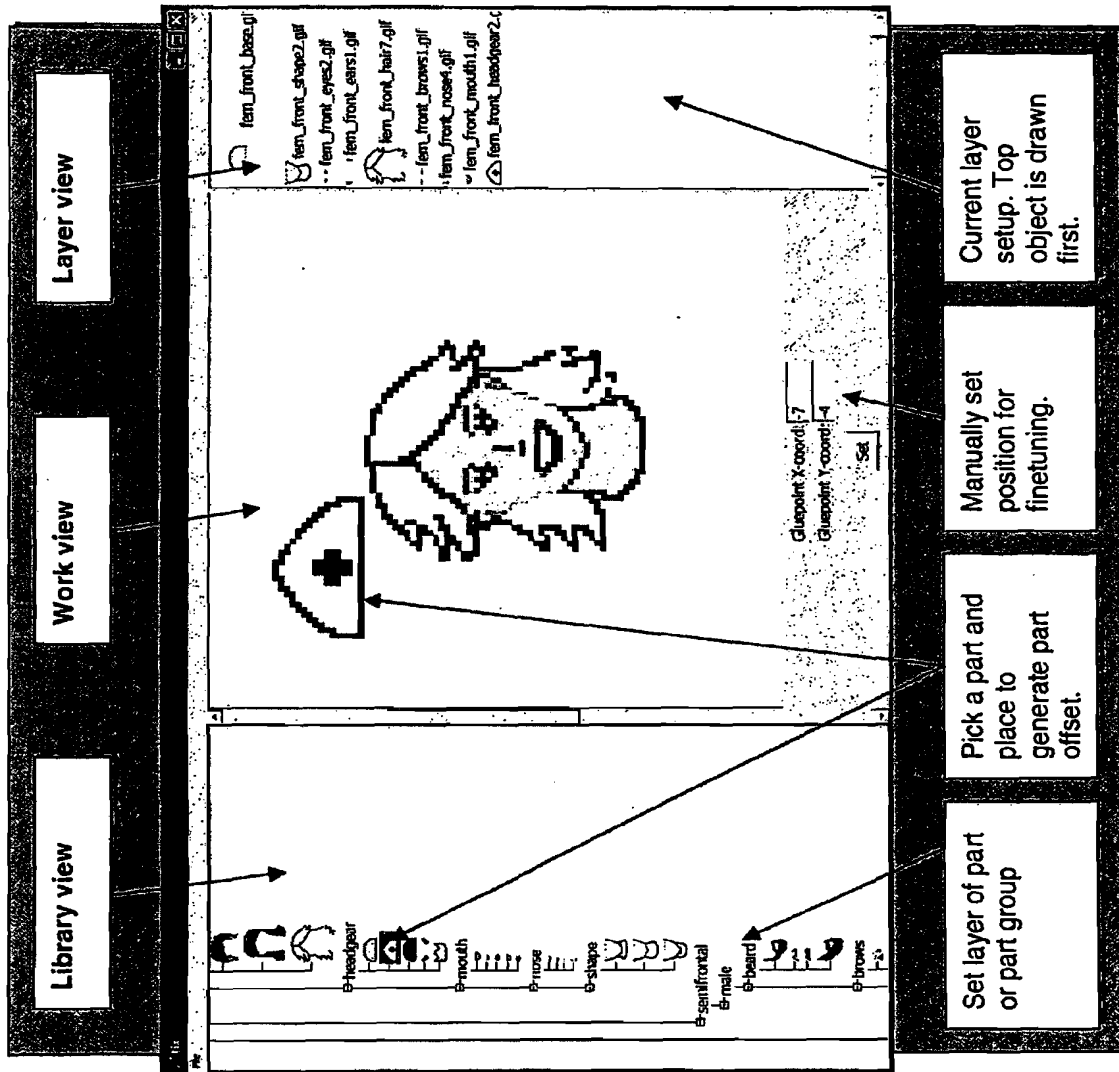 Library view
Work view
Layer view
File
headgear
mouth
nose
shape
semifrontal
male
beard
brows
Gluepoint X-coord: -7
Gluepoint Y-coord: -4
Set
fem_front_base.gif
fem_front_shape2.gif
fem_front_eyes2.gif
fem_front_ears1.gif
fem_front_hair7.gif
fem_front_brows1.gif
fem_front_nose4.gif
fem_front_mouth1.gif
fem_front_headgear2.g
Set layer of part
or part group
Pick a part and
place to
generate part
offset.
Manually set
position for
finetuning.
Current layer
setup. Top
object is drawn
first.